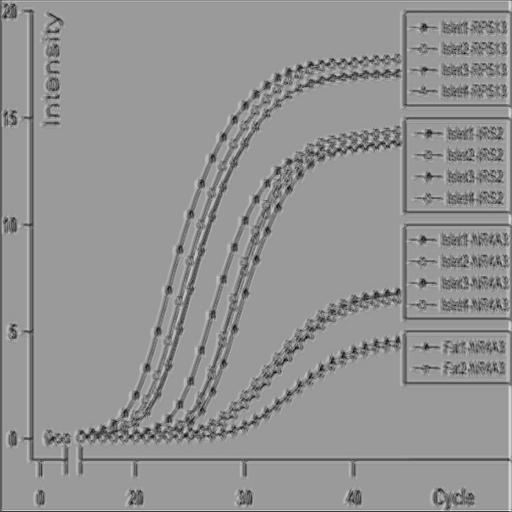 20
Intensity
15
10
5
0
Islet1-RPS13
Islet2-RPS13
Islet3-RPS13
Islet4-RPS13
Islet1-IRS2
Islet2-IRS2
Islet3-IRS2
Islet4-IRS2
Islet1-NR4A3
Islet2-NR4A3
Islet3-NR4A3
Islet4-NR4A3
Fat1-NR4A3
Fat2-NR4A3
0 20 30 40 Cycle